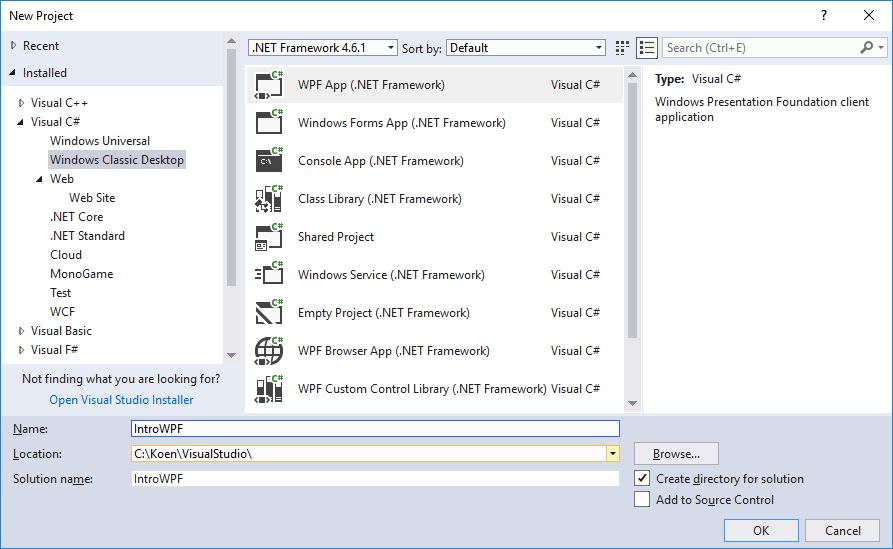 New Project
?
Recent
Installed
Visual C++
Visual C#
Windows Universal
Windows Classic Desktop
Web
Web Site
.NET Core
.NET Standard
Cloud
MonoGame
Test
WCF
Visual Basic
Visual F#
Not finding what you are looking for?
Open Visual Studio Installer
.NET Framework 4.6.1 Sort by: Default
Search (Ctrl+E)
C# WPF App (.NET Framework) Visual C#
C# Windows Forms App (.NET Framework) Visual C#
C# C:\ Console App (.NET Framework) Visual C#
C# Class Library (.NET Framework) Visual C#
C# Shared Project Visual C#
C# Windows Service (.NET Framework) Visual C#
C# Empty Project (.NET Framework) Visual C#
C# WPF Browser App (.NET Framework) Visual C#
C# WPF Custom Control Library (.NET Framework) Visual C#
Type: Visual C#
Windows Presentation Foundation client
application
Name: IntroWPF
Location: C:\Koen\VisualStudio\ Browse...
Solution name: IntroWPF
Create directory for solution
Add to Source Control
OK Cancel